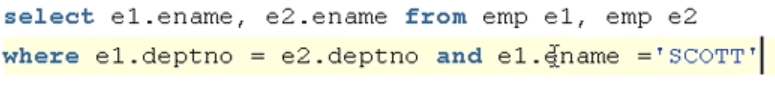 select e1.ename, e2.ename from emp e1, emp e2
where e1.deptno = e2.deptno and e1.ename ='SCOTT'